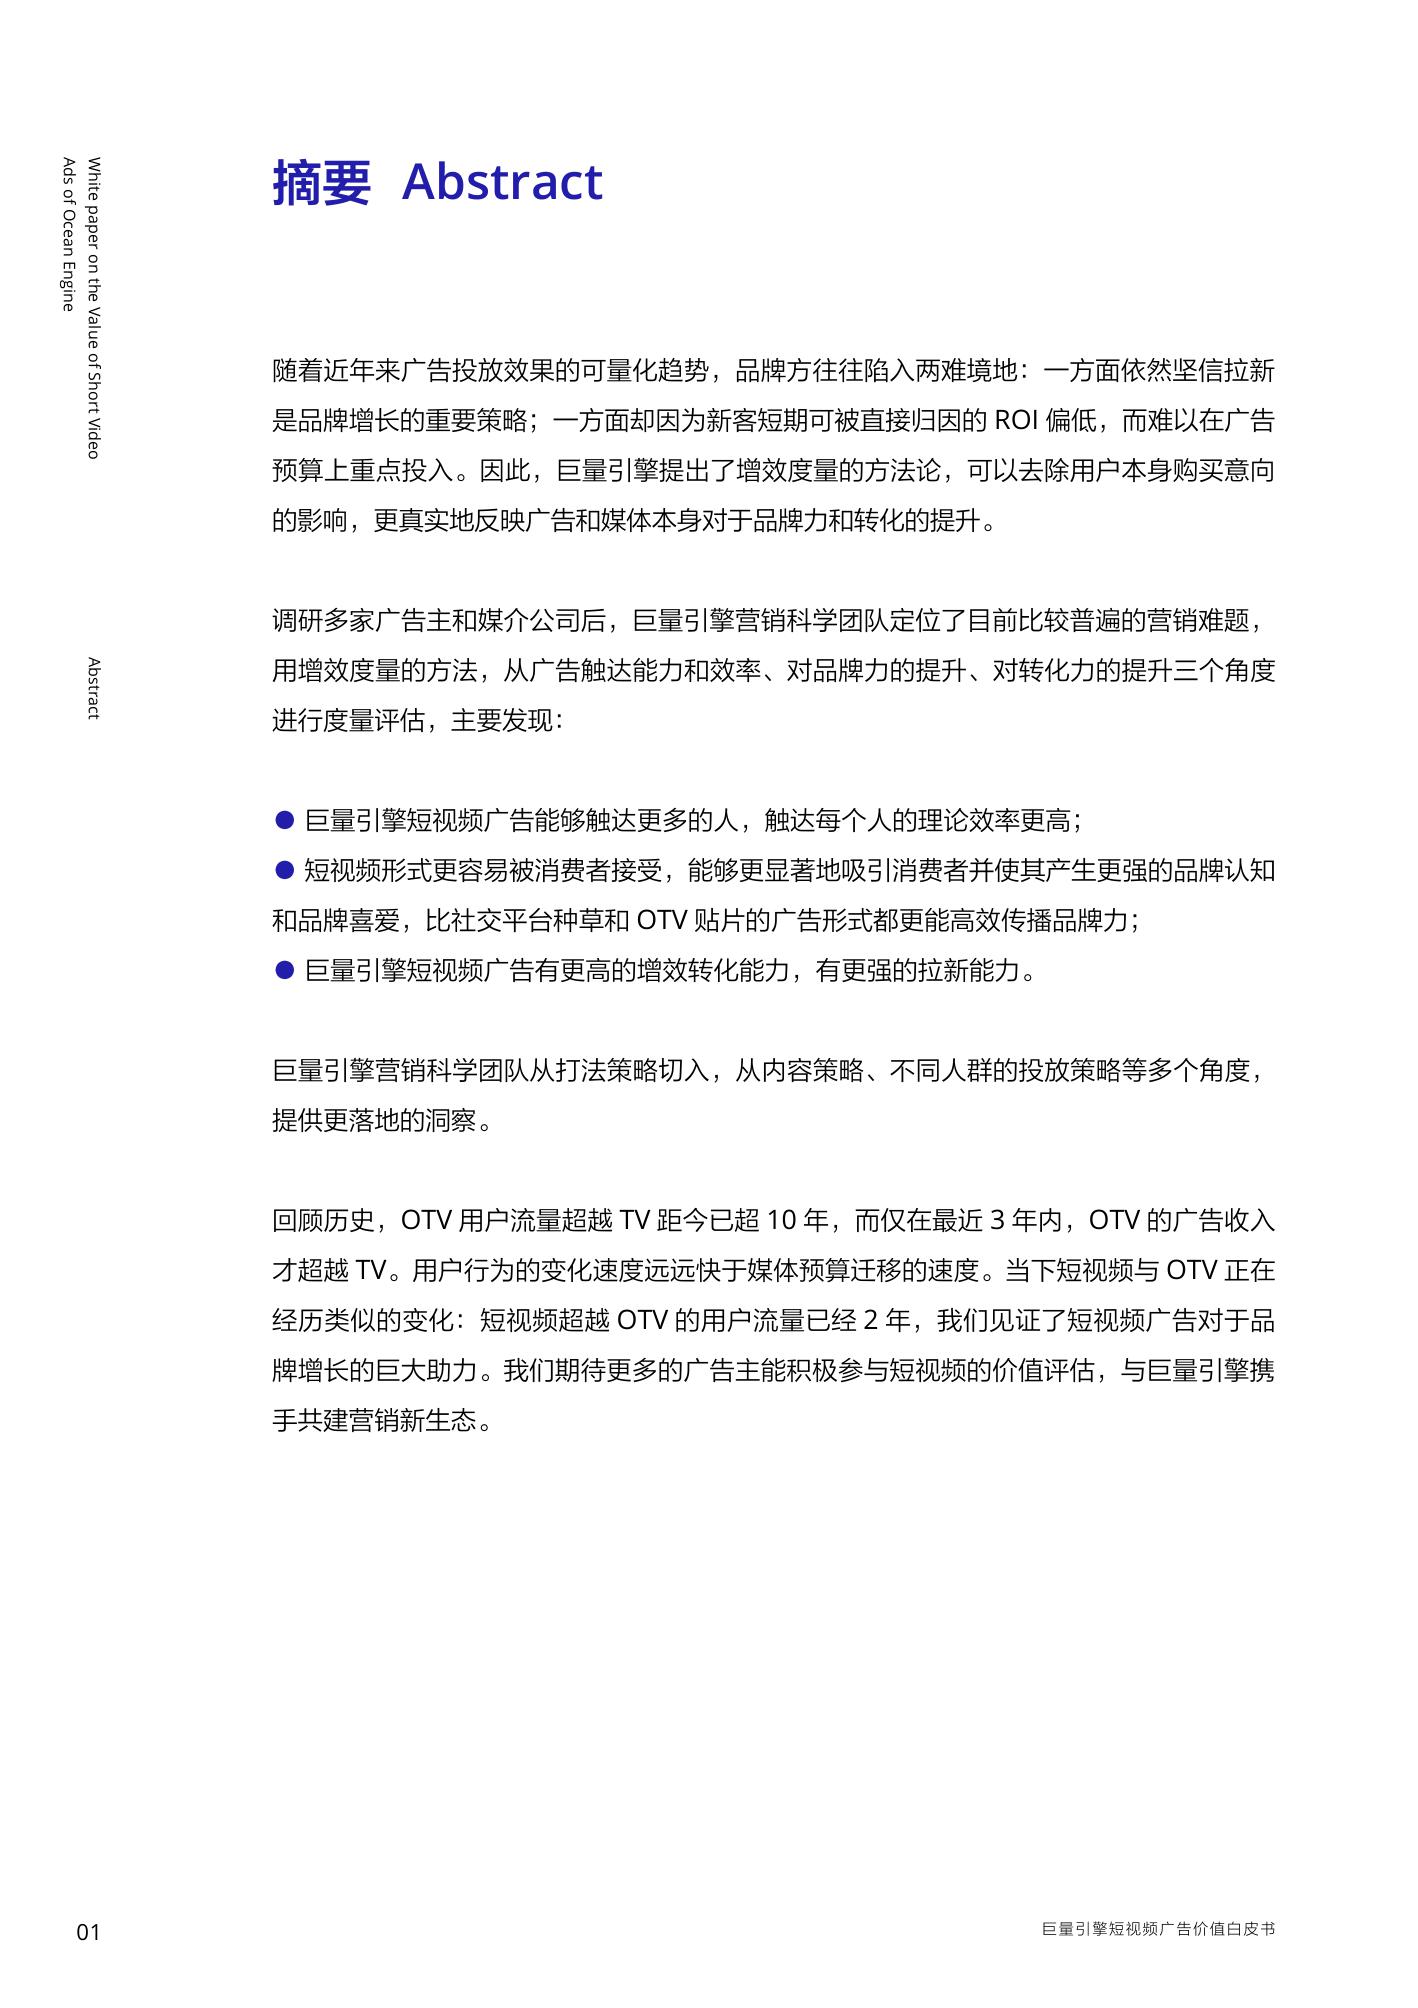 White paper on the Value of Short Video
Ads of Ocean Engine
Abstract
摘要 Abstract
随着近年来广告投放效果的可量化趋势，品牌方往往陷入两难境地：一方面依然坚信拉新
是品牌增长的重要策略；一方面却因为新客短期可被直接归因的 ROI 偏低，而难以在广告
预算上重点投入。因此，巨量引擎提出了增效度量的方法论，可以去除用户本身购买意向
的影响，更真实地反映广告和媒体本身对于品牌力和转化的提升。
调研多家广告主和媒介公司后，巨量引擎营销科学团队定位了目前比较普遍的营销难题，
用增效度量的方法，从广告触达能力和效率、对品牌力的提升、对转化力的提升三个角度
进行度量评估，主要发现：
● 巨量引擎短视频广告能够触达更多的人，触达每个人的理论效率更高；
● 短视频形式更容易被消费者接受，能够更显著地吸引消费者并使其产生更强的品牌认知
和品牌喜爱，比社交平台种草和 OTV 贴片的广告形式都更能高效传播品牌力；
● 巨量引擎短视频广告有更高的增效转化能力，有更强的拉新能力。
巨量引擎营销科学团队从打法策略切入，从内容策略、不同人群的投放策略等多个角度，
提供更落地的洞察。
回顾历史，OTV 用户流量超越 TV 距今已超 10 年，而仅在最近 3 年内，OTV 的广告收入
才超越 TV。用户行为的变化速度远远快于媒体预算迁移的速度。当下短视频与 OTV 正在
经历类似的变化：短视频超越 OTV 的用户流量已经 2 年，我们见证了短视频广告对于品
牌增长的巨大助力。我们期待更多的广告主能积极参与短视频的价值评估，与巨量引擎携
手共建营销新生态。
01
巨量引擎短视频广告价值白皮书